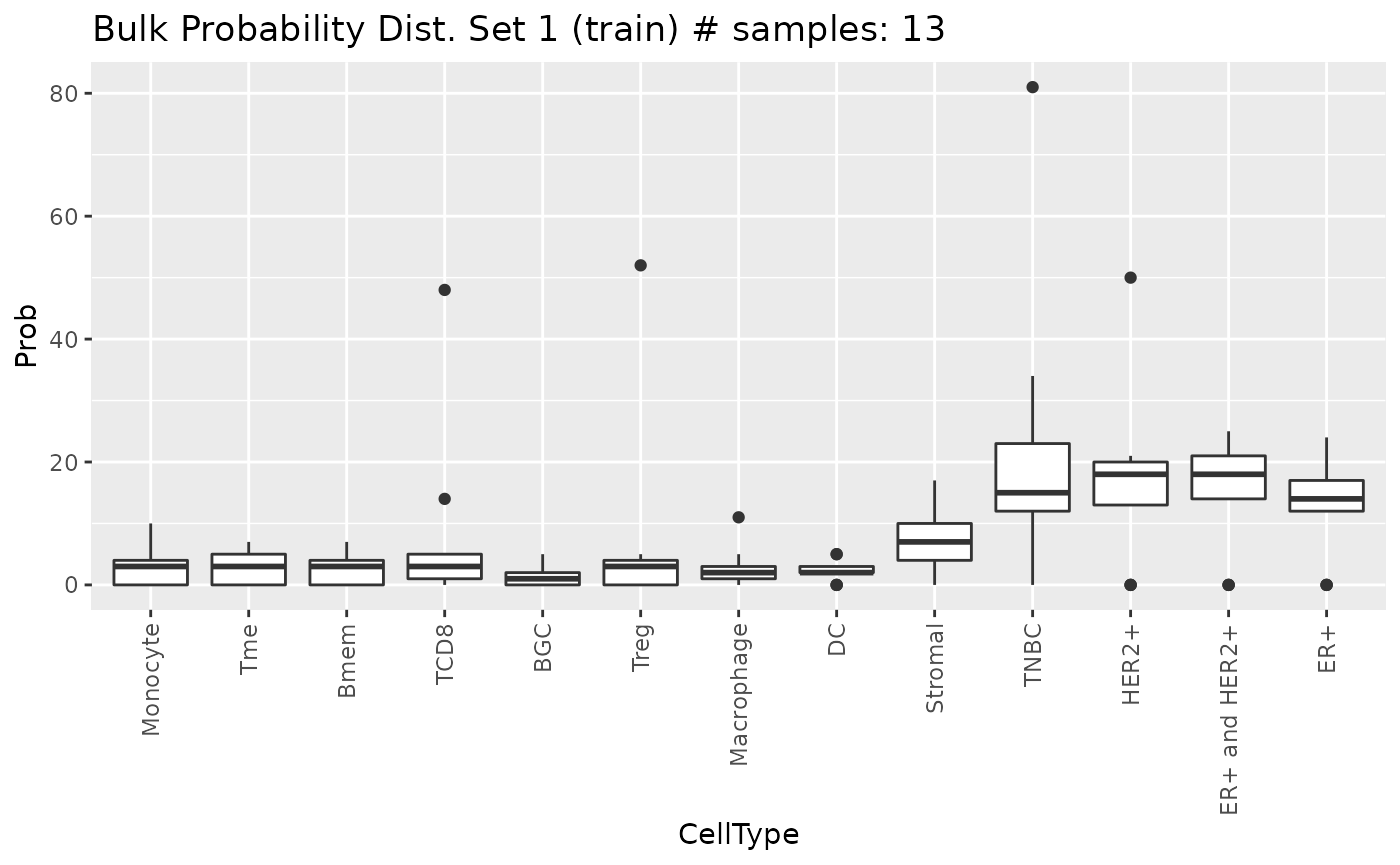 Bulk Probability Dist. Set 1 (train) # samples: 13
Prob
80
60
40
20
0
Monocyte
Tme
Bmem
TCD8
BGC
Treg
Macrophage
DC
Stromal
TNBC
HER2+
ER+ and HER2+
ER+
CellType